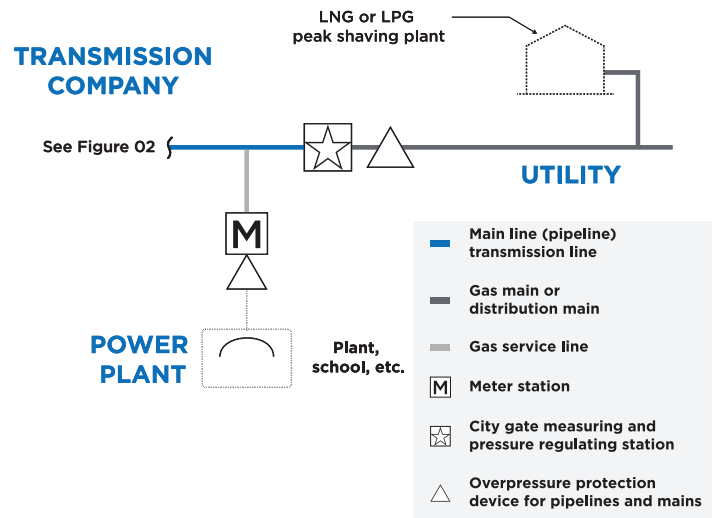 LNG or LPG
peak shaving plant
TRANSMISSION
COMPANY
See Figure 02
UTILITY
M
POWER
PLANT
Plant,
school, etc.
Main line (pipeline)
transmission line
Gas main or
distribution main
Gas service line
M
Meter station
City gate measuring and
pressure regulating station
Overpressure protection
device for pipelines and mains